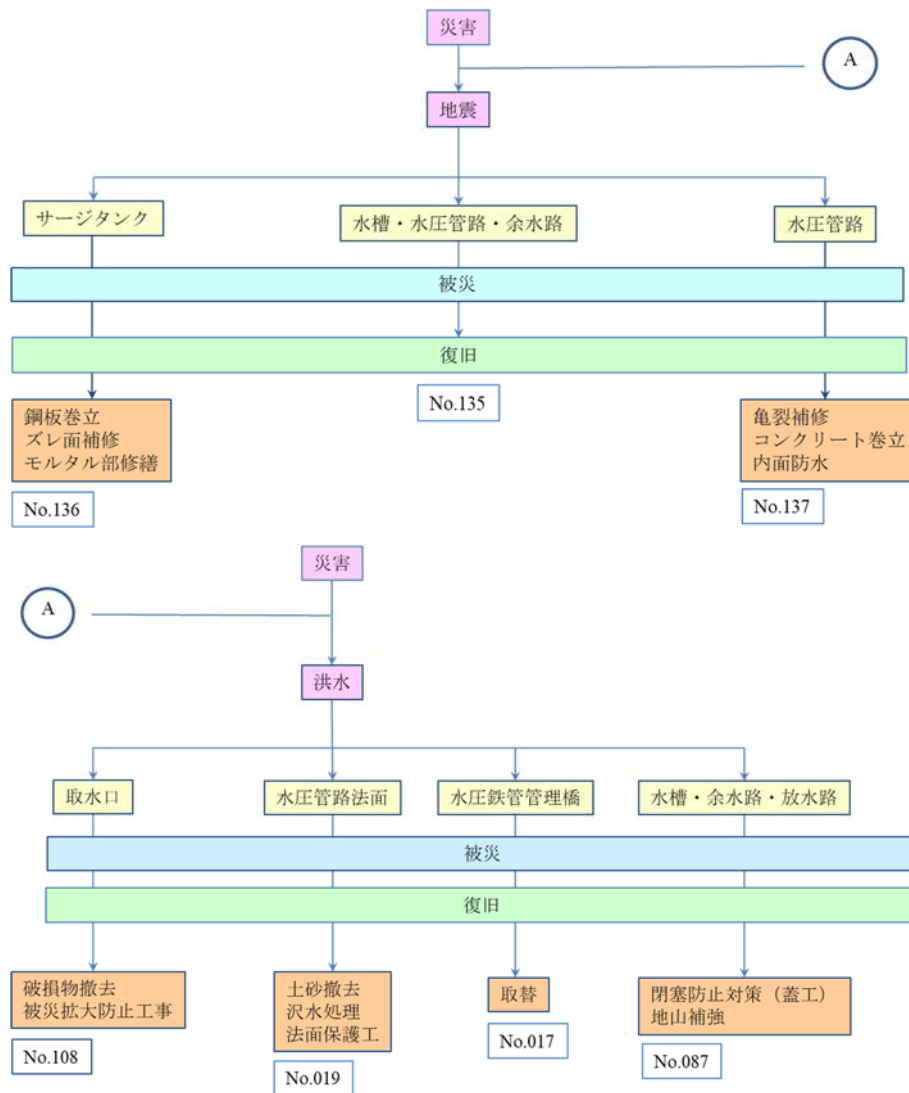 災害
A
地震
サージタンク
水槽・水圧管路・余水路
水圧管路
被災
復旧
No.135
鋼板巻立
ズレ面補修
モルタル部修繕
No.136
亀裂補修
コンクリート巻立
内面防水
No.137
災害
A
洪水
取水口
水圧管路法面
水圧鉄管管理橋
水槽・余水路・放水路
被災
復旧
破損物撤去
被災拡大防止工事
No.108
土砂撤去
沢水処理
法面保護工
No.019
取替
No.017
閉塞防止対策（蓋工）
地山補強
No.087